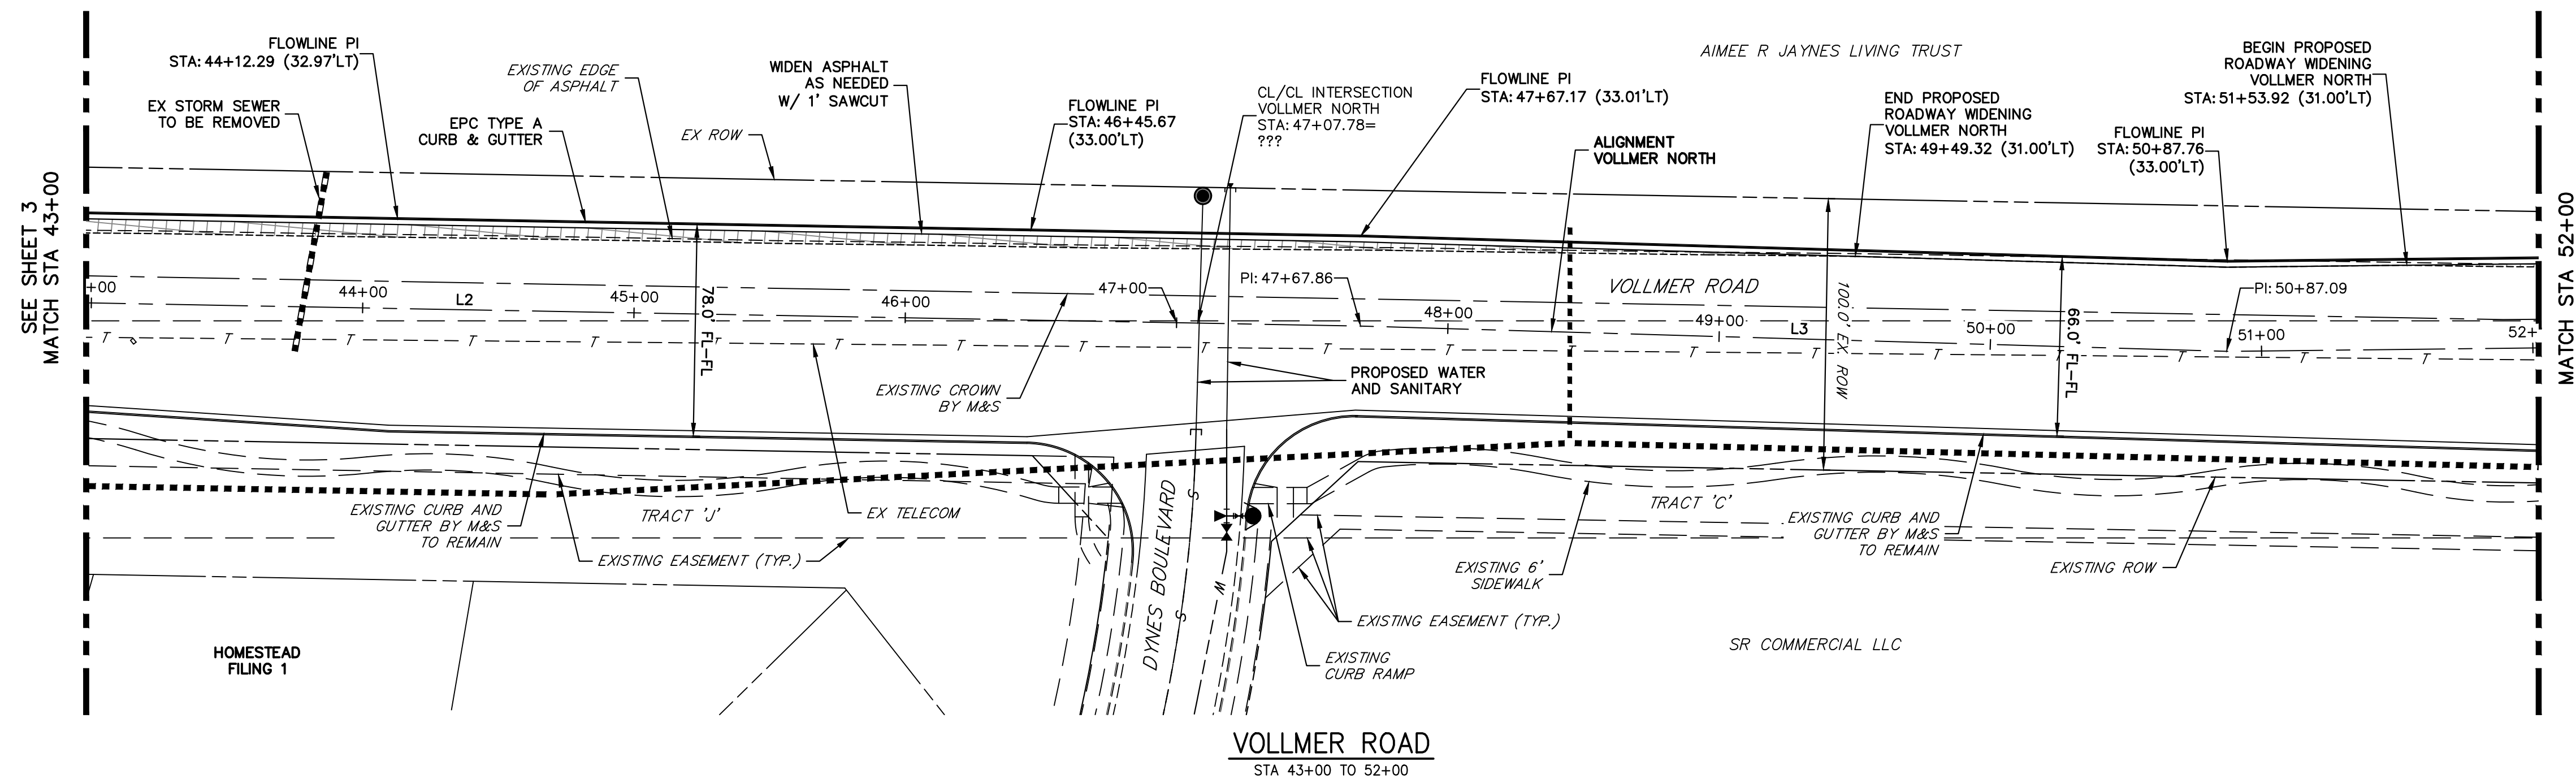 FLOWLINE PI
STA: 44+12.29 (32.97'LT)
EX STORM SEWER
TO BE REMOVED
EPC TYPE A
CURB & GUTTER
EXISTING EDGE
OF ASPHALT
EX ROW
WIDEN ASPHALT
AS NEEDED
W/ 1' SAWCUT
FLOWLINE PI
STA: 46+45.67
(33.00'LT)
CL/CL INTERSECTION
VOLLMER NORTH
STA: 47+07.78=
???
FLOWLINE PI
STA: 47+67.17 (33.01'LT)
ALIGNMENT
VOLLMER NORTH
AIMEE R JAYNES LIVING TRUST
END PROPOSED
ROADWAY WIDENING
VOLLMER NORTH
STA: 49+49.32 (31.00'LT)
FLOWLINE PI
STA: 50+87.76
(33.00'LT)
BEGIN PROPOSED
ROADWAY WIDENING
VOLLMER NORTH
STA: 51+53.92 (31.00'LT)
SEE SHEET 3
MATCH STA 43+00
MATCH STA 52+00
+00
44+00
L2
45+00
46+00
47+00
PI: 47+67.86
48+00
VOLLMER ROAD
49+00
L3
50+00
PI: 50+87.09
51+00
52+
78.0' FL-FL
100.0' EX. ROW
66.0' FL-FL
T T T T T T T T T T T T T T T T T T T
EXISTING CROWN
BY M&S
PROPOSED WATER
AND SANITARY
EXISTING CURB AND
GUTTER BY M&S
TO REMAIN
TRACT 'J'
EX TELECOM
EXISTING EASEMENT (TYP.)
DYNES BOULEVARD
S
S
W
TRACT 'C'
EXISTING 6'
SIDEWALK
EXISTING CURB AND
GUTTER BY M&S
TO REMAIN
EXISTING ROW
EXISTING EASEMENT (TYP.)
EXISTING
CURB RAMP
SR COMMERCIAL LLC
HOMESTEAD
FILING 1
VOLLMER ROAD
STA 43+00 TO 52+00